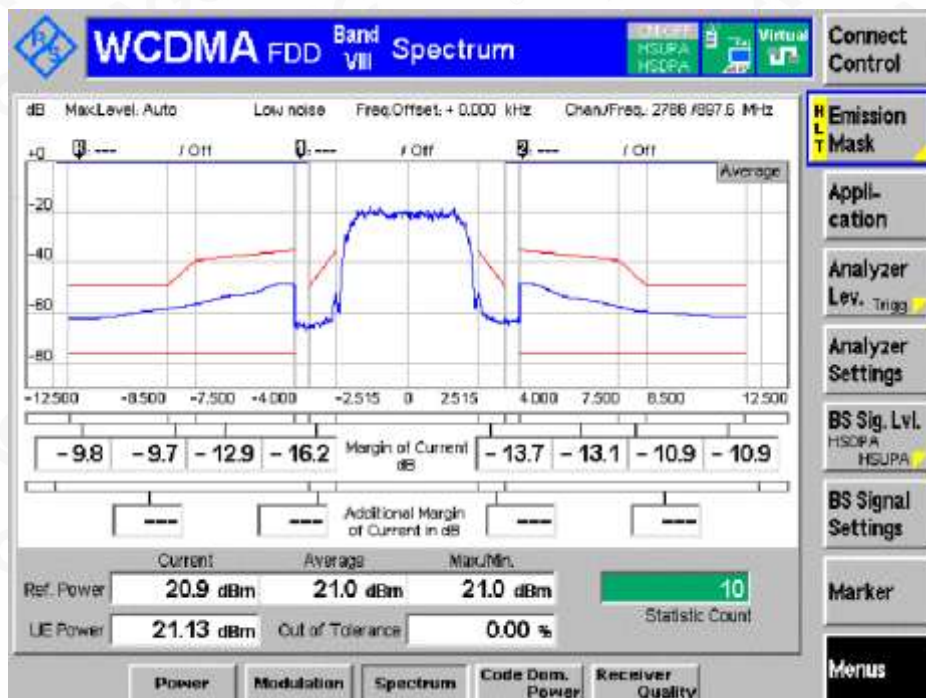 R S
WCDMA FDD Band VIII Spectrum
HSUPA
HSDPA
Virtual
Connect Control
dB Max.Level: Auto Low noise Freq.Offset: + 0.000 kHz Chan./Freq.: 2788 /897.6 MHz
HLT Emission Mask
+0 --- / Off 1: --- / Off 2: --- / Off
Average
-20
-40
-60
-80
-12.500 -8.500 -7.500 -4.000 -2.515 0 2.515 4.000 7.500 8.500 12.500
Appli-
cation
Analyzer
Lev. Trigg
Analyzer
Settings
-9.8 -9.7 -12.9 -16.2 Margin of Current dB -13.7 -13.1 -10.9 -10.9
BS Sig. Lvl.
HSDPA
HSUPA
--- --- Additional Margin of Current in dB --- ---
BS Signal
Settings
Current Average Max./Min.
Ref. Power 20.9 dBm 21.0 dBm 21.0 dBm 10
Statistic Count
UE Power 21.13 dBm Out of Tolerance 0.00 %
Marker
Power Modulation Spectrum Code Dom. Power Receiver Quality
Menus